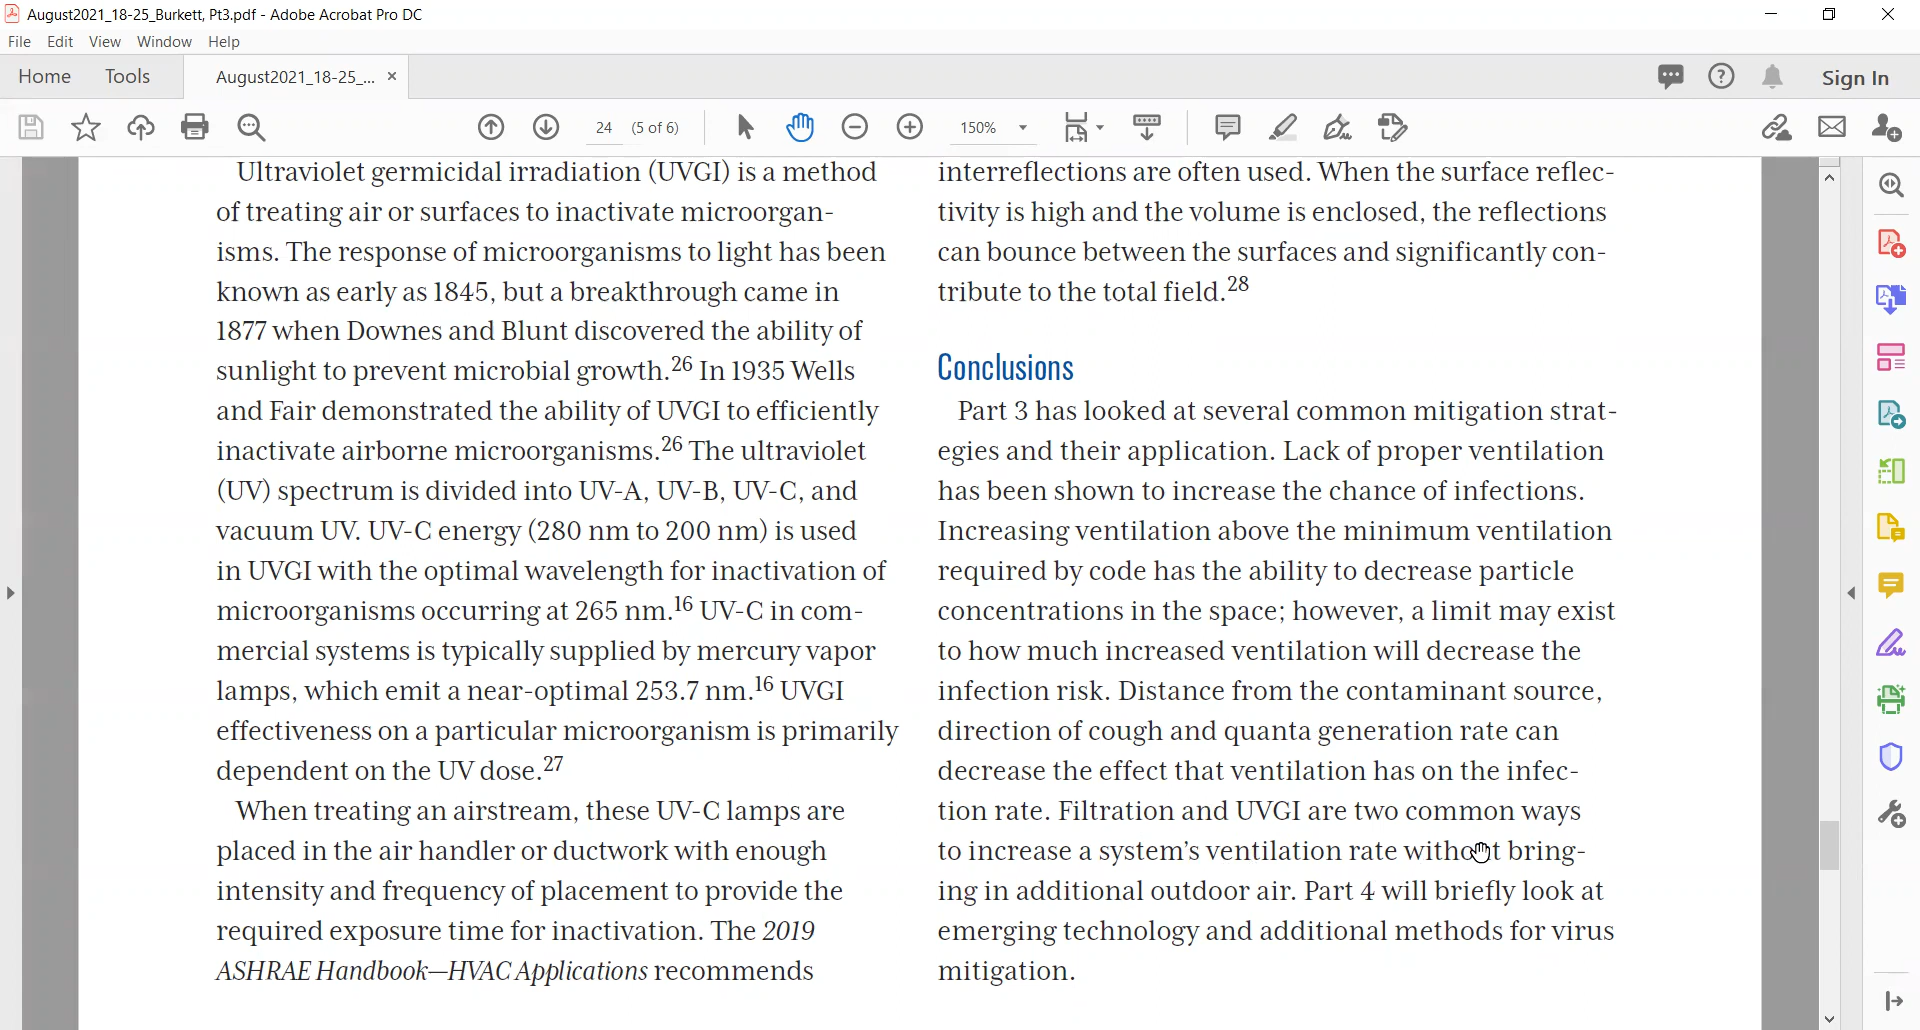 August2021_18-25_Burkett, Pt3.pdf - Adobe Acrobat Pro DC
File Edit View Window Help
Home Tools August2021_18-25_... × Sign In
24 (5 of 6) 150%
Ultraviolet germicidal irradiation (UVGI) is a method
of treating air or surfaces to inactivate microorgan-
isms. The response of microorganisms to light has been
known as early as 1845, but a breakthrough came in
1877 when Downes and Blunt discovered the ability of
sunlight to prevent microbial growth.26 In 1935 Wells
and Fair demonstrated the ability of UVGI to efficiently
inactivate airborne microorganisms.26 The ultraviolet
(UV) spectrum is divided into UV-A, UV-B, UV-C, and
vacuum UV. UV-C energy (280 nm to 200 nm) is used
in UVGI with the optimal wavelength for inactivation of
microorganisms occurring at 265 nm.16 UV-C in com-
mercial systems is typically supplied by mercury vapor
lamps, which emit a near-optimal 253.7 nm.16 UVGI
effectiveness on a particular microorganism is primarily
dependent on the UV dose.27
When treating an airstream, these UV-C lamps are
placed in the air handler or ductwork with enough
intensity and frequency of placement to provide the
required exposure time for inactivation. The 2019
ASHRAE Handbook—HVAC Applications recommends
interreflections are often used. When the surface reflec-
tivity is high and the volume is enclosed, the reflections
can bounce between the surfaces and significantly con-
tribute to the total field.28
Conclusions
Part 3 has looked at several common mitigation strat-
egies and their application. Lack of proper ventilation
has been shown to increase the chance of infections.
Increasing ventilation above the minimum ventilation
required by code has the ability to decrease particle
concentrations in the space; however, a limit may exist
to how much increased ventilation will decrease the
infection risk. Distance from the contaminant source,
direction of cough and quanta generation rate can
decrease the effect that ventilation has on the infec-
tion rate. Filtration and UVGI are two common ways
to increase a system's ventilation rate without bring-
ing in additional outdoor air. Part 4 will briefly look at
emerging technology and additional methods for virus
mitigation.